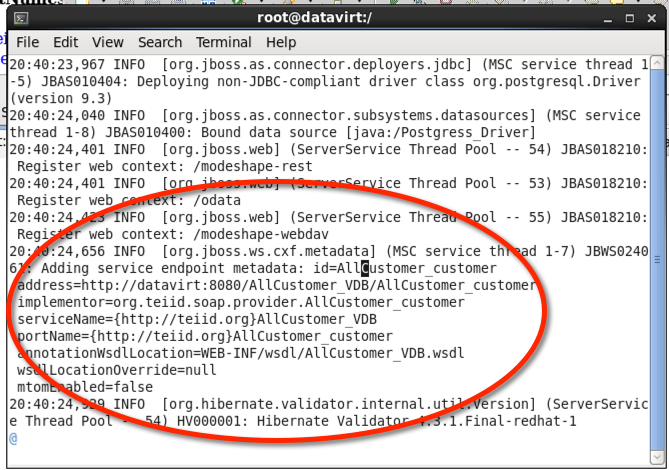 root@datavirt:/
File Edit View Search Terminal Help
20:40:23,967 INFO  [org.jboss.as.connector.deployers.jdbc] (MSC service thread 1
-5) JBAS010404: Deploying non-JDBC-compliant driver class org.postgresql.Driver
(version 9.3)
20:40:24,040 INFO  [org.jboss.as.connector.subsystems.datasources] (MSC service
thread 1-8) JBAS010400: Bound data source [java:/Postgress_Driver]
20:40:24,401 INFO  [org.jboss.web] (ServerService Thread Pool -- 54) JBAS018210:
Register web context: /modeshape-rest
20:40:24,401 INFO  [org.jboss.web] (ServerService Thread Pool -- 53) JBAS018210:
Register web context: /odata
20:40:24,423 INFO  [org.jboss.web] (ServerService Thread Pool -- 55) JBAS018210:
Register web context: /modeshape-webdav
20:40:24,656 INFO  [org.jboss.ws.cxf.metadata] (MSC service thread 1-7) JBWS0240
61: Adding service endpoint metadata: id=AllCustomer_customer
address=http://datavirt:8080/AllCustomer_VDB/AllCustomer_customer
implementor=org.teiid.soap.provider.AllCustomer_customer
serviceName={http://teiid.org}AllCustomer_VDB
portName={http://teiid.org}AllCustomer_customer
annotationWsdlLocation=WEB-INF/wsdl/AllCustomer_VDB.wsdl
wsdlLocationOverride=null
mtomEnabled=false
20:40:24,929 INFO  [org.hibernate.validator.internal.util.Version] (ServerServic
e Thread Pool -- 54) HV000001: Hibernate Validator 4.3.1.Final-redhat-1
@